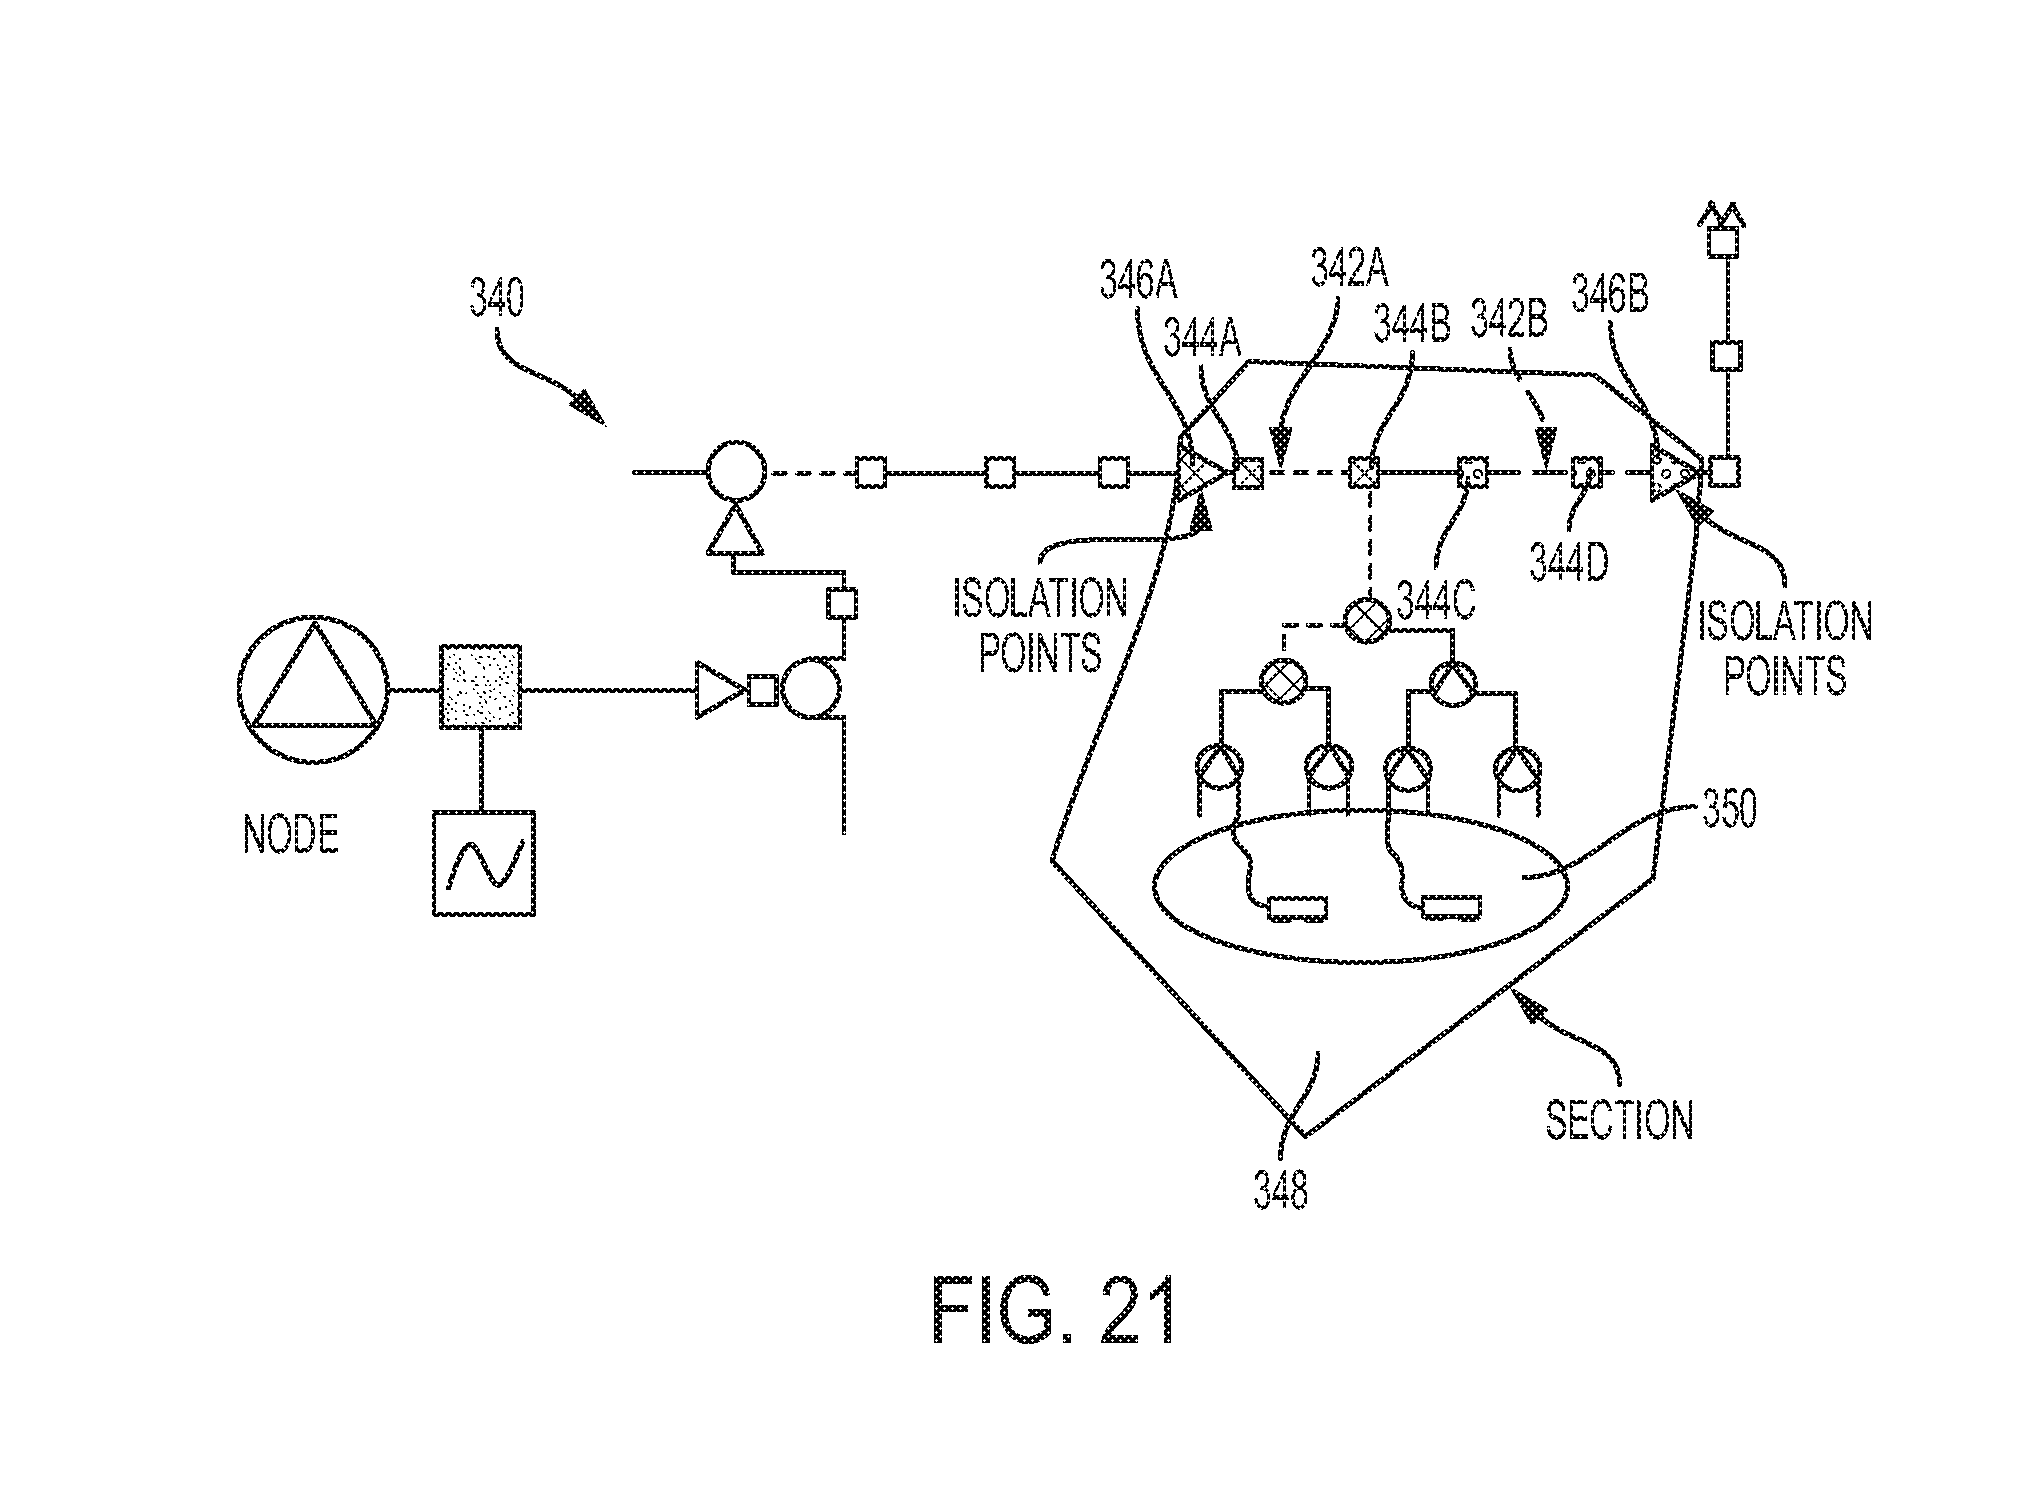 340
346A
344A
342A
344B
342B
346B
ISOLATION
POINTS
344C
344D
ISOLATION
POINTS
NODE
350
SECTION
348
FIG. 21